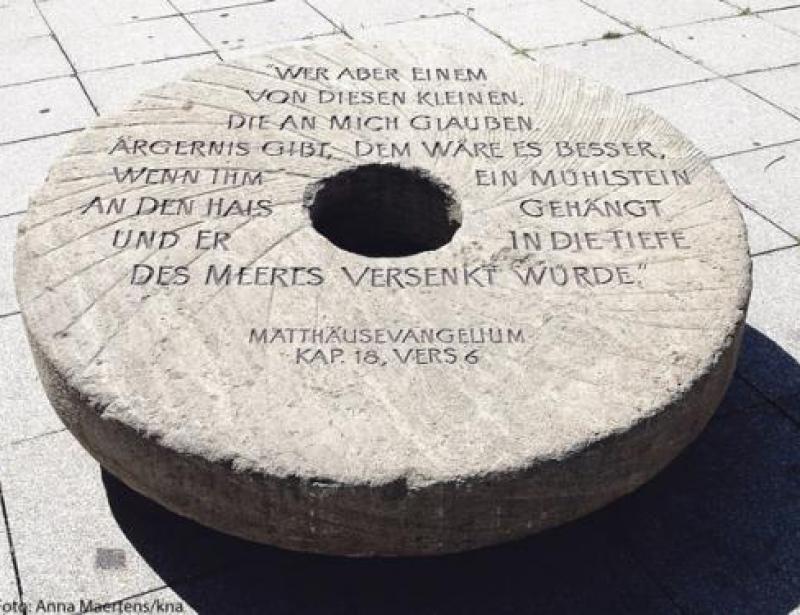 "WER ABER EINEM
VON DIESEN KLEINEN,
DIE AN MICH GLAUBEN,
ÄRGERNIS GIBT, DEM WÄRE ES BESSER,
WENN IHM EIN MÜHLSTEIN
AN DEN HALS GEHÄNGT
UND ER IN DIE TIEFE
DES MEERES VERSENKT WÜRDE."
MATTHÄUSEVANGELIUM
KAP. 18, VERS 6
Foto: Anna Maertens/kna